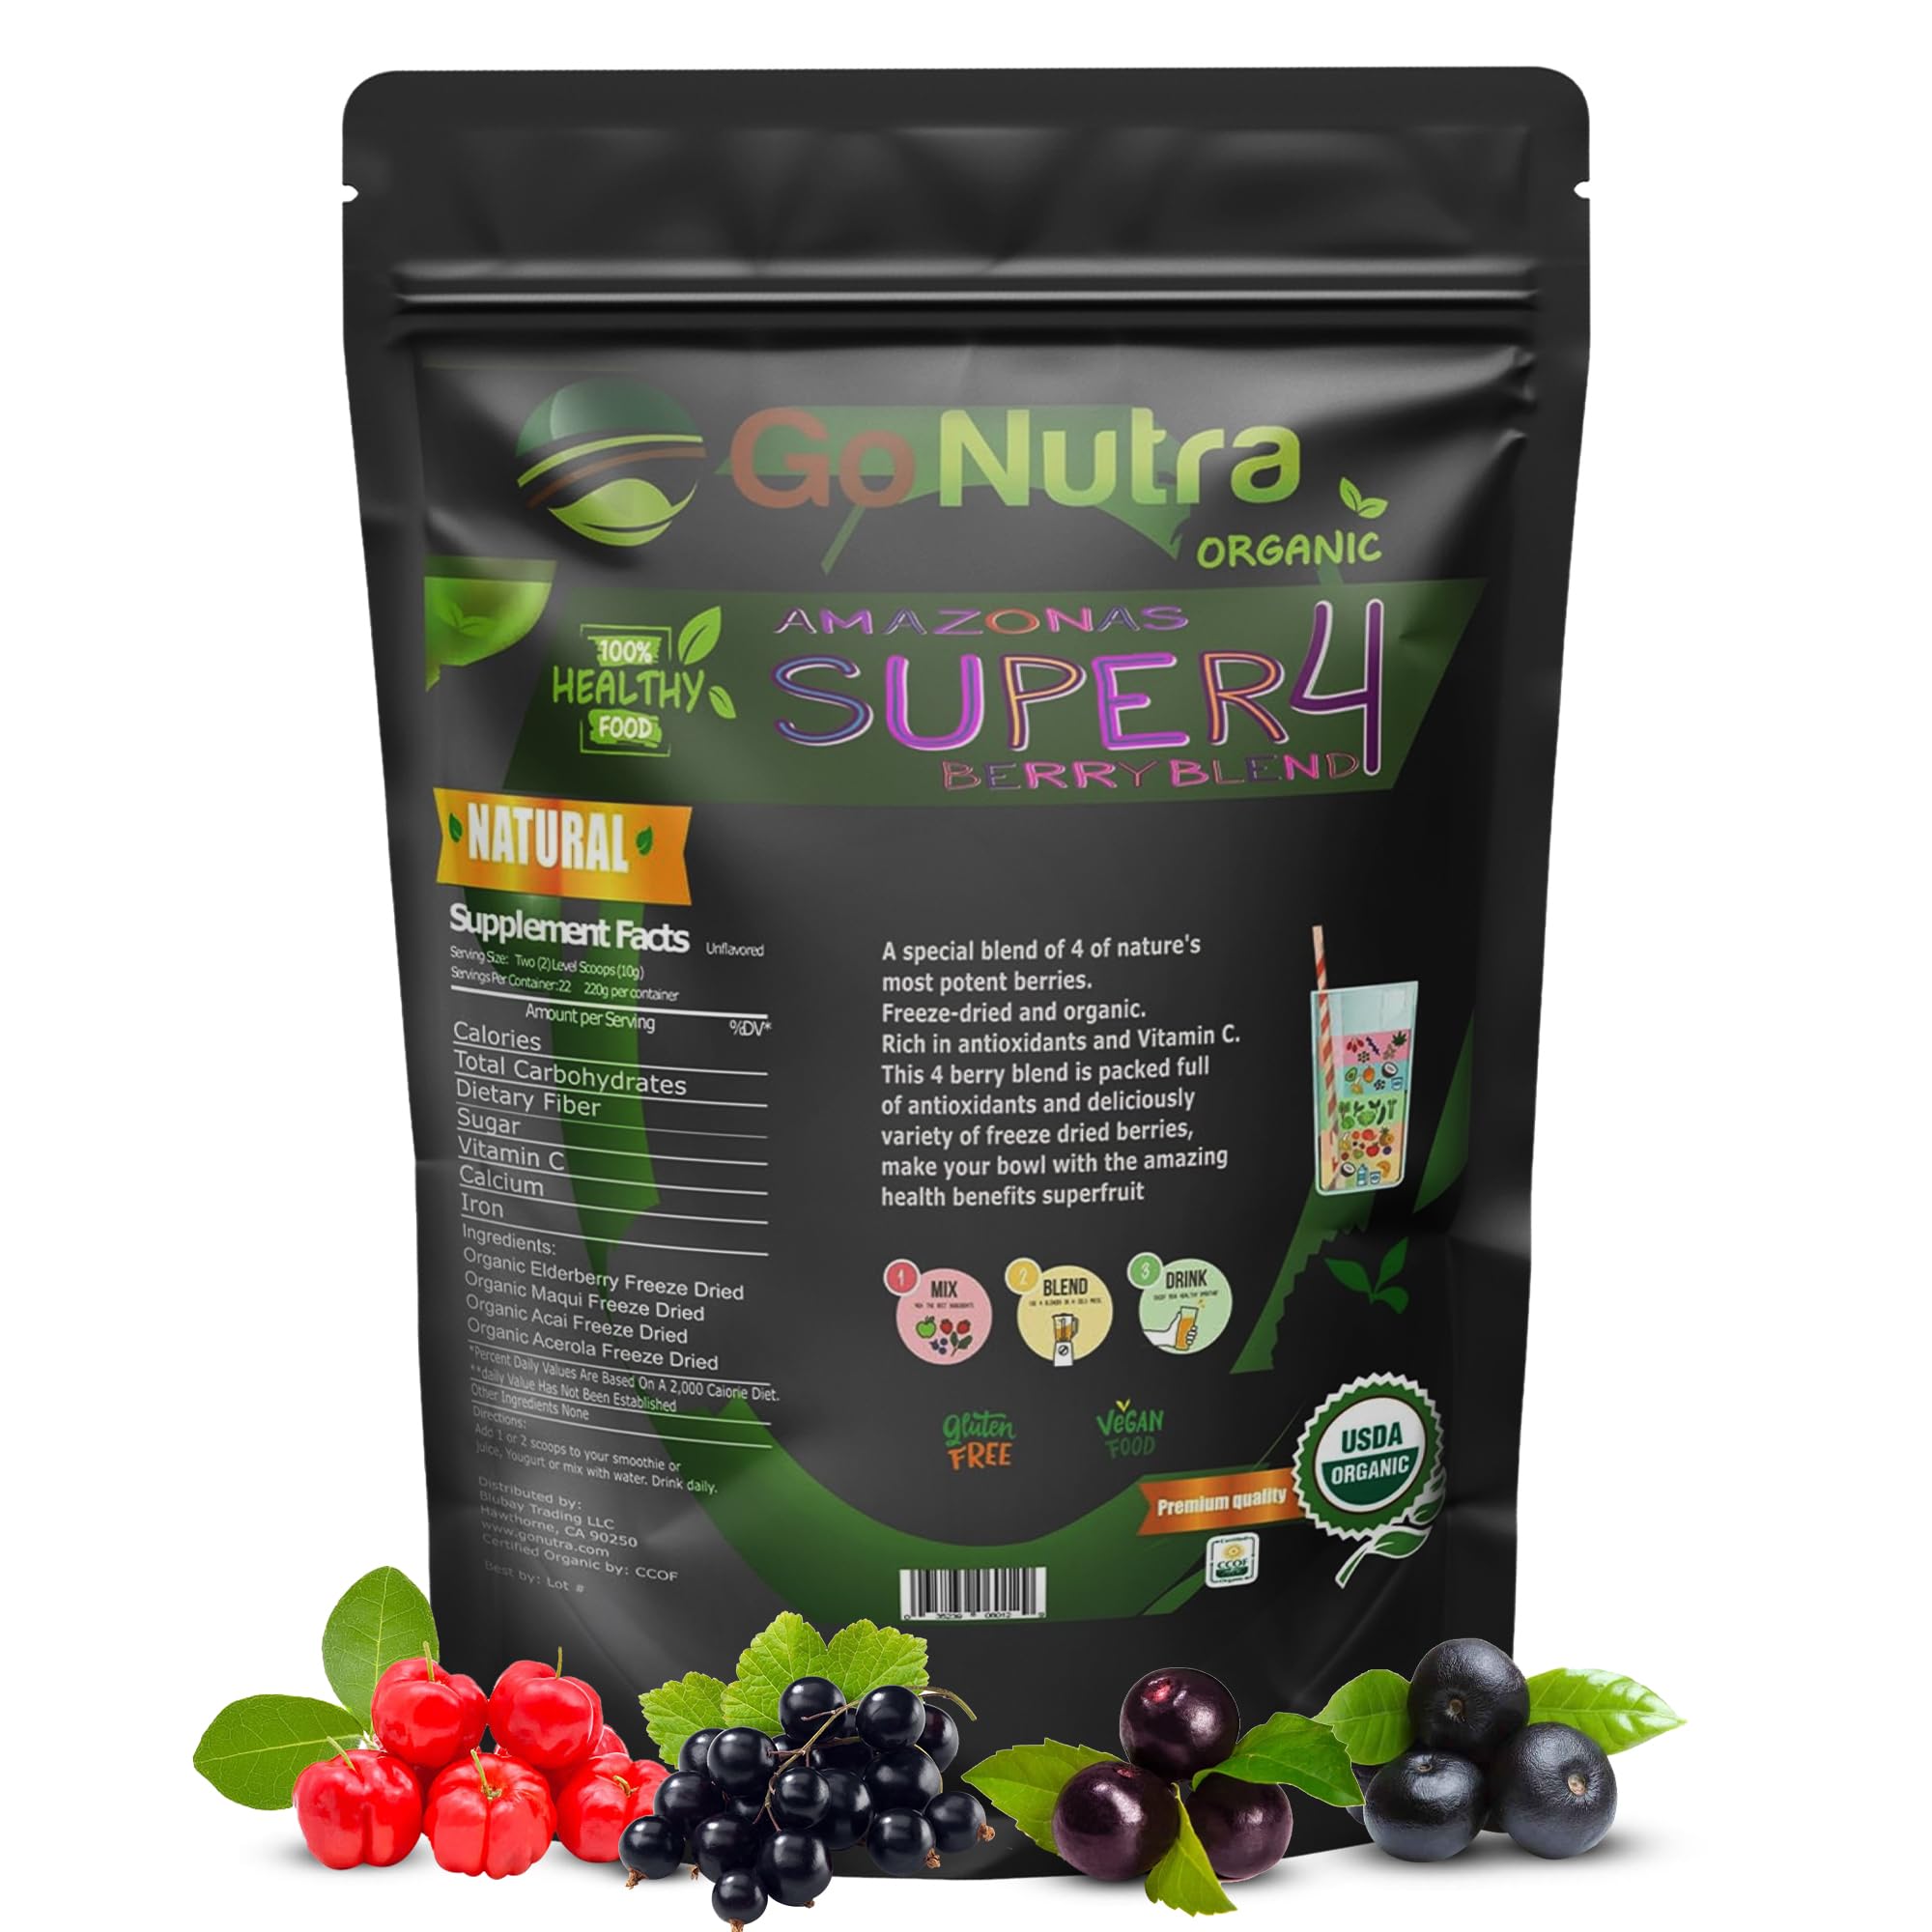 Go Nutra
ORGANIC
100%
HEALTHY
FOOD
AMAZONAS
SUPER4
BERRY BLEND
NATURAL
Supplement Facts Unflavored
Serving Size: Two (2) Level Scoops (10g)
Servings Per Container:22 220g per container
Amount per Serving %DV*
Calories
Total Carbohydrates
Dietary Fiber
Sugar
Vitamin C
Calcium
Iron
Ingredients:
Organic Elderberry Freeze Dried
Organic Maqui Freeze Dried
Organic Acai Freeze Dried
Organic Acerola Freeze Dried
*Percent Daily Values Are Based On A 2,000 Calorie Diet.
**daily Value Has Not Been Established
Other Ingredients None
Directions:
Add 1 or 2 scoops to your smoothie or
juice, Yougurt or mix with water. Drink daily.
Distributed by:
Blubay Trading LLC
Hawthorne, CA 90250
www.gonutra.com
Certified Organic by: CCOF
Best by: Lot #
A special blend of 4 of nature's
most potent berries.
Freeze-dried and organic.
Rich in antioxidants and Vitamin C.
This 4 berry blend is packed full
of antioxidants and deliciously
variety of freeze dried berries,
make your bowl with the amazing
health benefits superfruit
1 MIX
2 BLEND
3 DRINK
gluten
FREE
VEGAN
FOOD
Premium quality
USDA
ORGANIC
CCOF